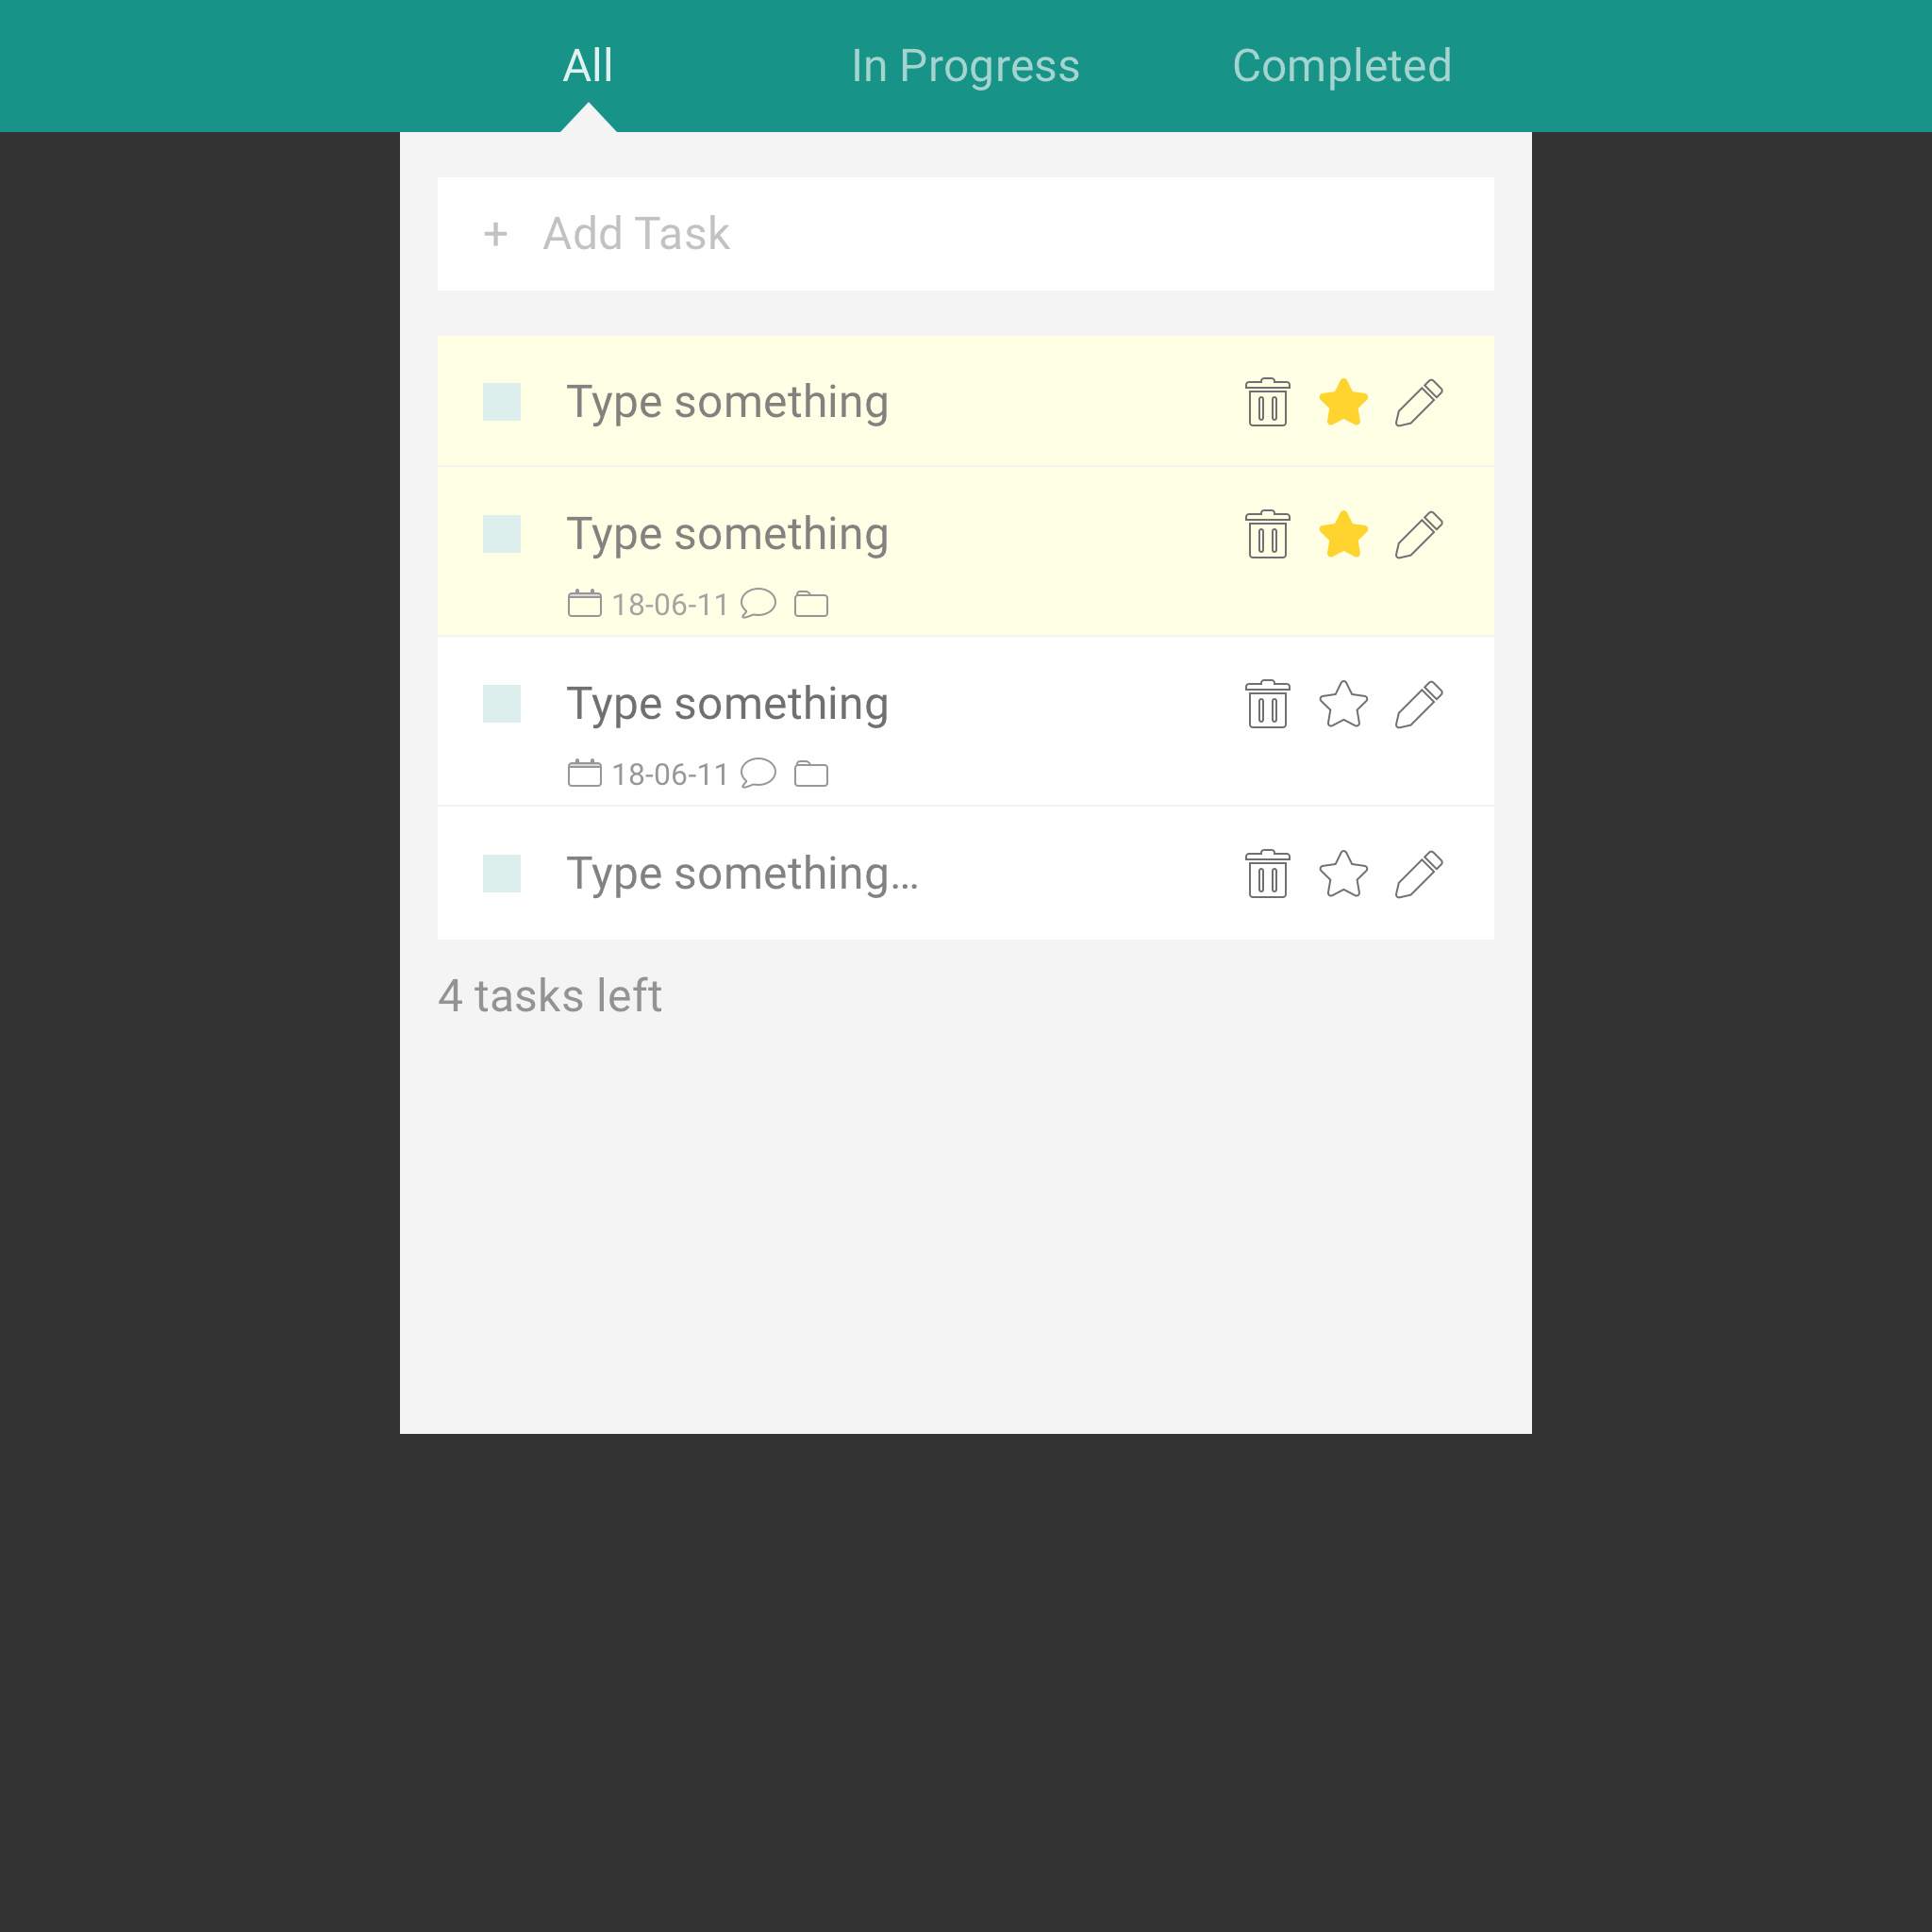 All In Progress Completed
+ Add Task
Type something
Type something
18-06-11
Type something
18-06-11
Type something...
4 tasks left